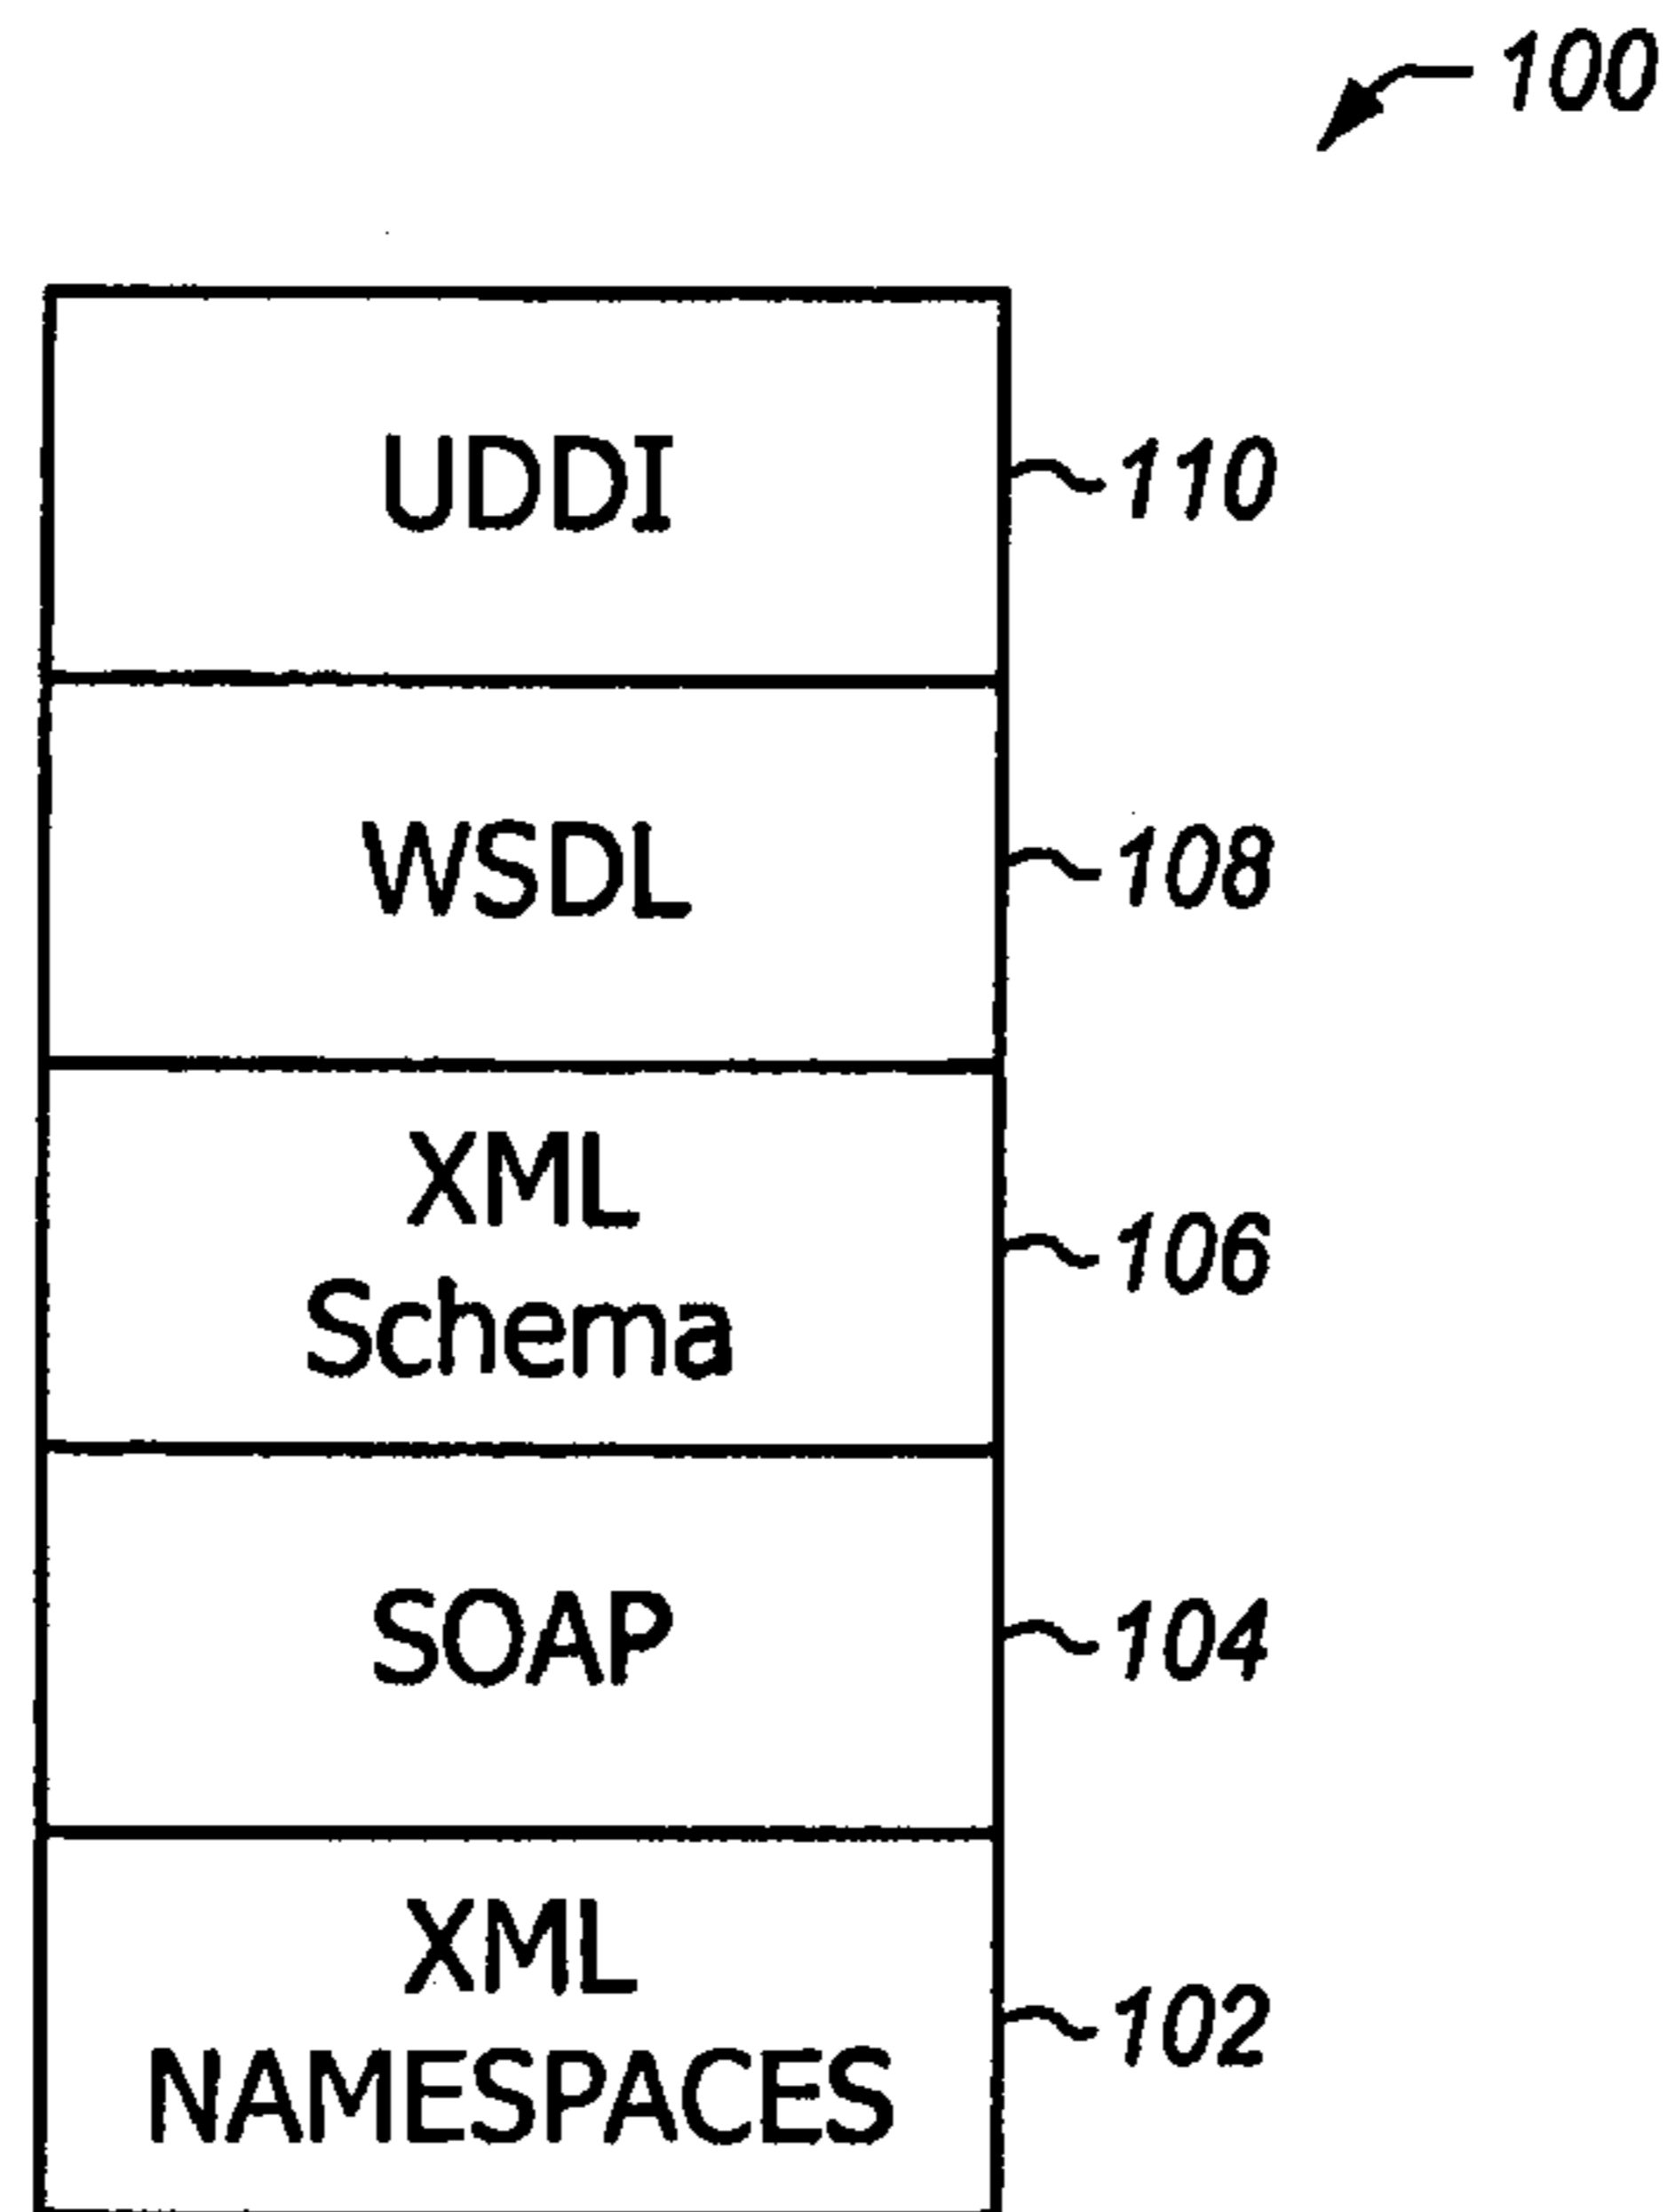 100
UDDI
110
WSDL
108
XML
Schema
106
SOAP
104
XML
NAMESPACES
102